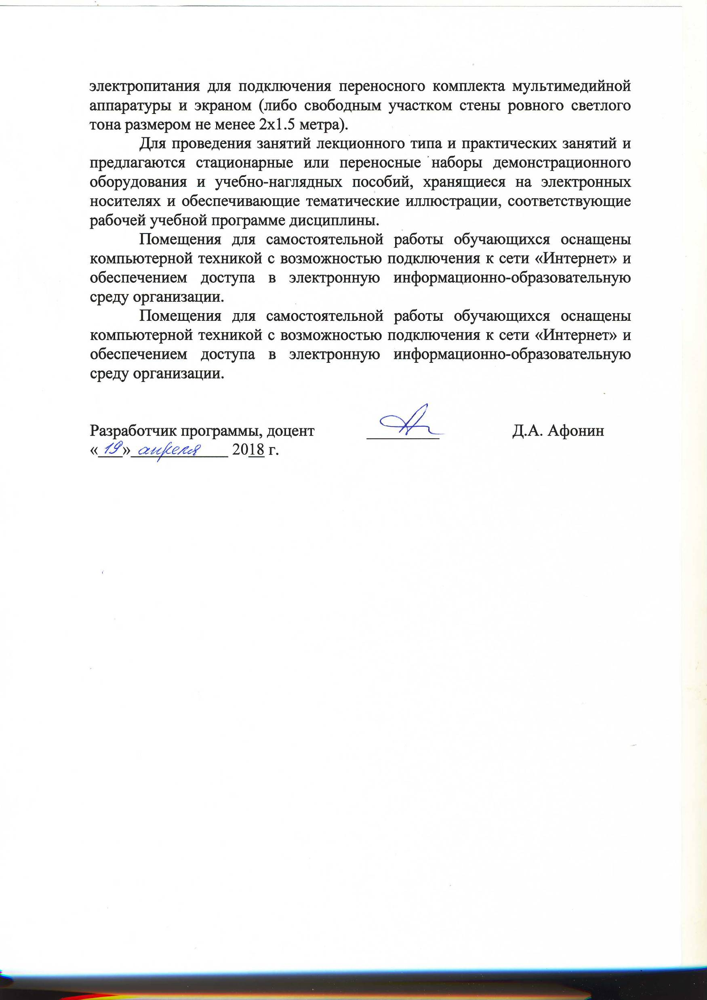 электропитания для подключения переносного комплекта мультимедийной
аппаратуры и экраном (либо свободным участком стены ровного светлого
тона размером не менее 2х1.5 метра).
Для проведения занятий лекционного типа и практических занятий и
предлагаются стационарные или переносные наборы демонстрационного
оборудования и учебно-наглядных пособий, хранящиеся на электронных
носителях и обеспечивающие тематические иллюстрации, соответствующие
рабочей учебной программе дисциплины.
Помещения для самостоятельной работы обучающихся оснащены
компьютерной техникой с возможностью подключения к сети «Интернет» и
обеспечением доступа в электронную информационно-образовательную
среду организации.
Помещения для самостоятельной работы обучающихся оснащены
компьютерной техникой с возможностью подключения к сети «Интернет» и
обеспечением доступа в электронную информационно-образовательную
среду организации.
Разработчик программы, доцент Д.А. Афонин
«19» апреля 2018 г.